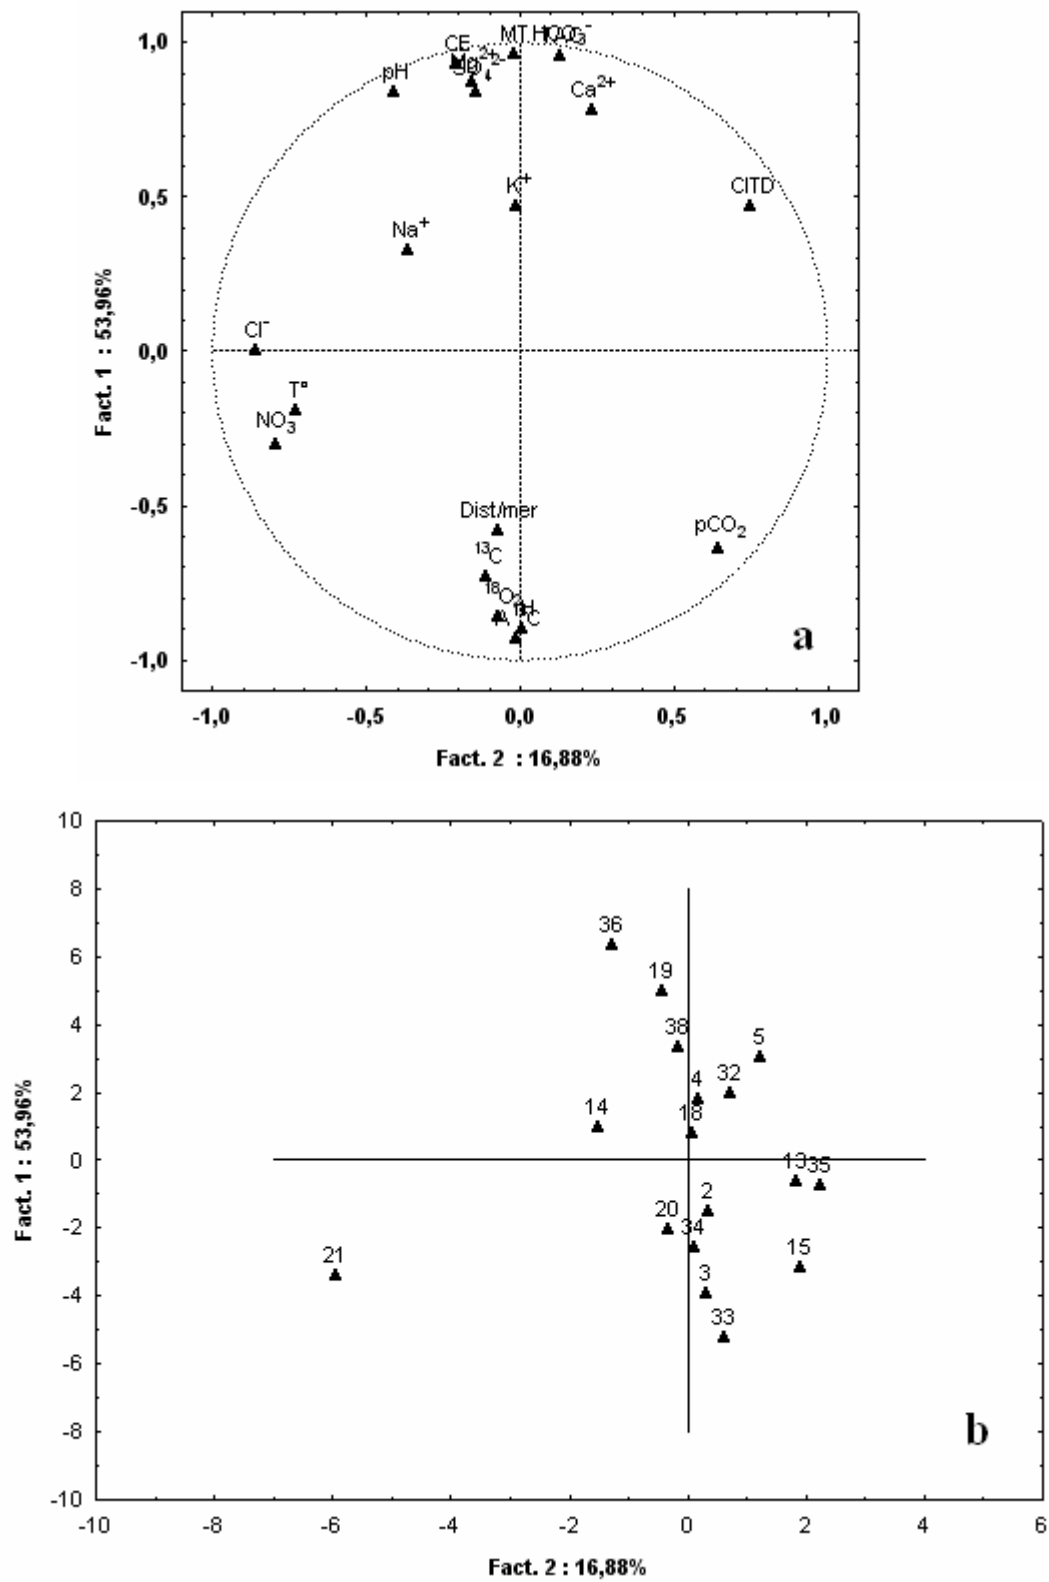 1,0
CE
MT
HCO3-
Mg2+
SO42-
pH
Ca2+
0,5
K+
CITD
Na+
0,0
Cl-
T°
NO3
Dist/mer
-0,5
pCO2
13C
18O
2H
14C
-1,0
a
-1,0 -0,5 0,0 0,5 1,0
Fact. 1 : 53,96%
Fact. 2 : 16,88%
10
8
36
6
19
4
38
5
2
4
32
14
18
0
13
35
2
-2
20
34
21
15
3
-4
33
-6
-8
b
-10
-10 -8 -6 -4 -2 0 2 4 6
Fact. 1 : 53,96%
Fact. 2 : 16,88%